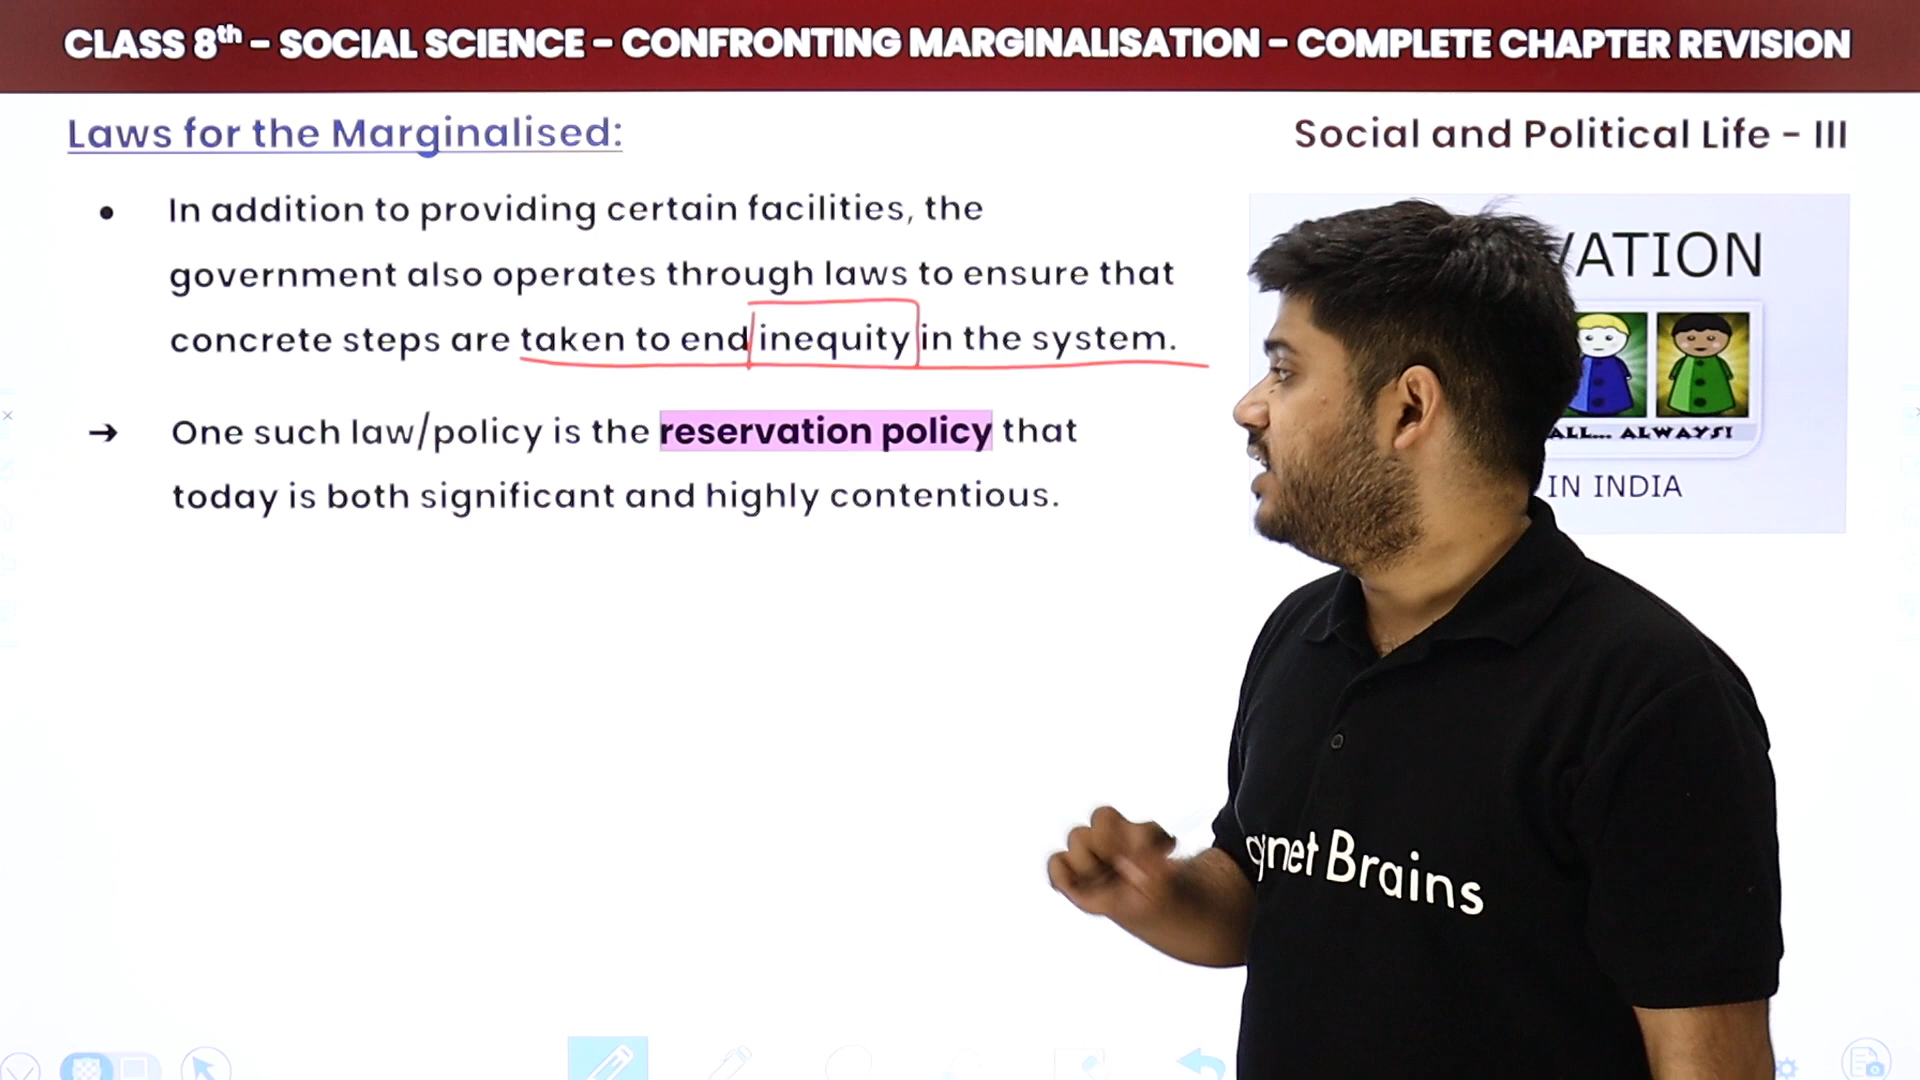 CLASS 8th – SOCIAL SCIENCE – CONFRONTING MARGINALISATION – COMPLETE CHAPTER REVISION
Laws for the Marginalised:
Social and Political Life - III
• In addition to providing certain facilities, the
government also operates through laws to ensure that
concrete steps are taken to end inequity in the system.
➔ One such law/policy is the reservation policy that
today is both significant and highly contentious.
VATION
ALL... ALWAYS!
IN INDIA
gnet Brains